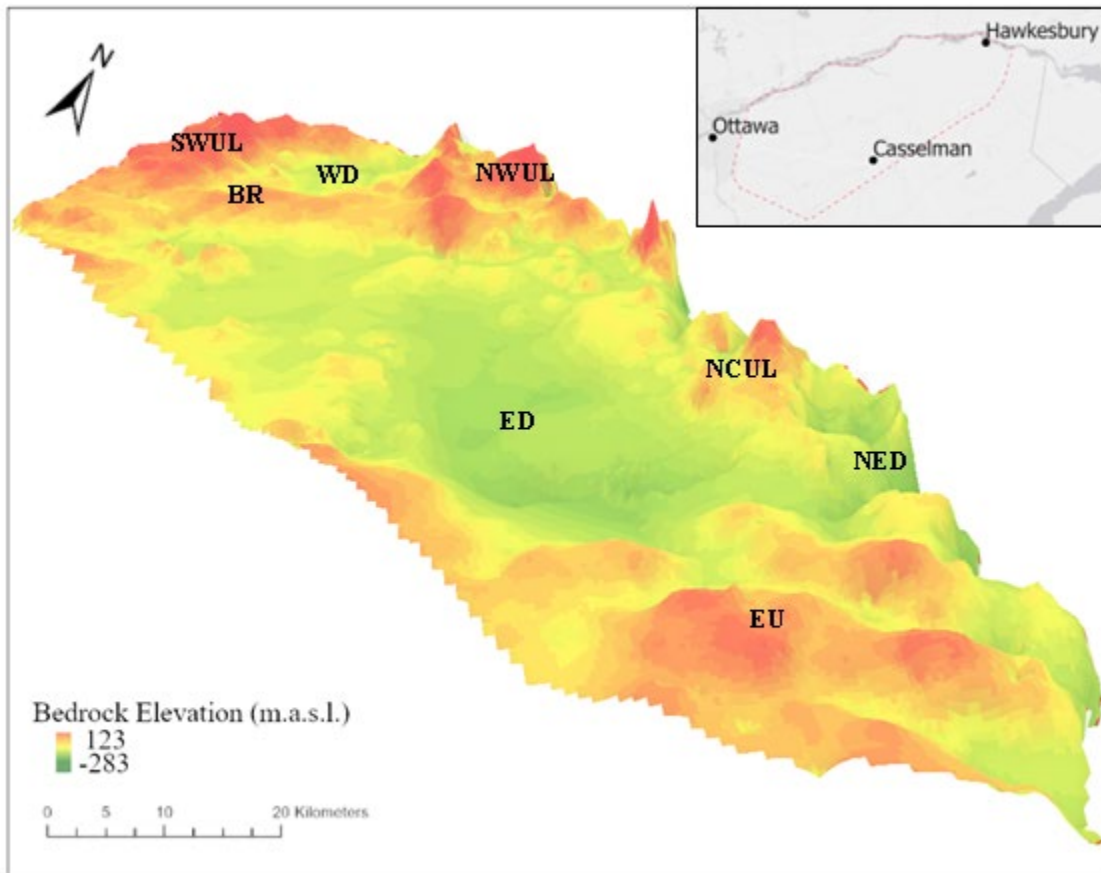 N
Hawkesbury
Ottawa
Casselman
SWUL
WD
NWUL
BR
NCUL
ED
NED
EU
Bedrock Elevation (m.a.s.l.)
123
-283
0 5 10 20 Kilometers